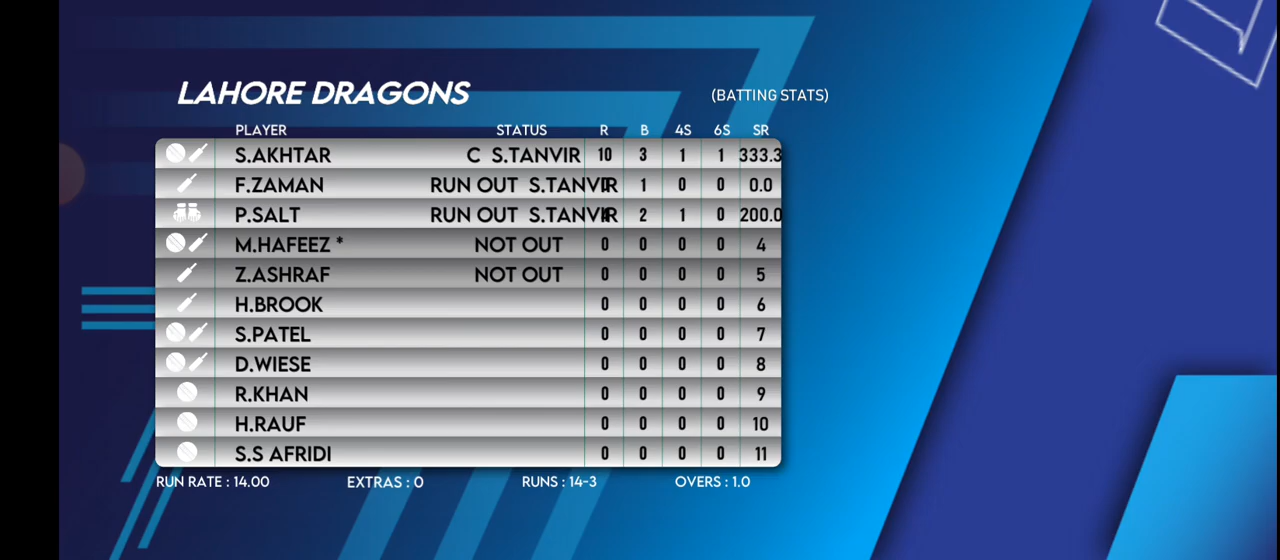 LAHORE DRAGONS
(BATTING STATS)
PLAYER STATUS R B 4S 6S SR
S.AKHTAR C S.TANVIR 10 3 1 1 333.3
F.ZAMAN RUN OUT S.TANVIR 1 0 0 0.0
P.SALT RUN OUT S.TANVIR 4 2 1 0 200.0
M.HAFEEZ * NOT OUT 0 0 0 0 4
Z.ASHRAF NOT OUT 0 0 0 0 5
H.BROOK 0 0 0 0 6
S.PATEL 0 0 0 0 7
D.WIESE 0 0 0 0 8
R.KHAN 0 0 0 0 9
H.RAUF 0 0 0 0 10
S.S AFRIDI 0 0 0 0 11
RUN RATE : 14.00 EXTRAS : 0 RUNS : 14-3 OVERS : 1.0